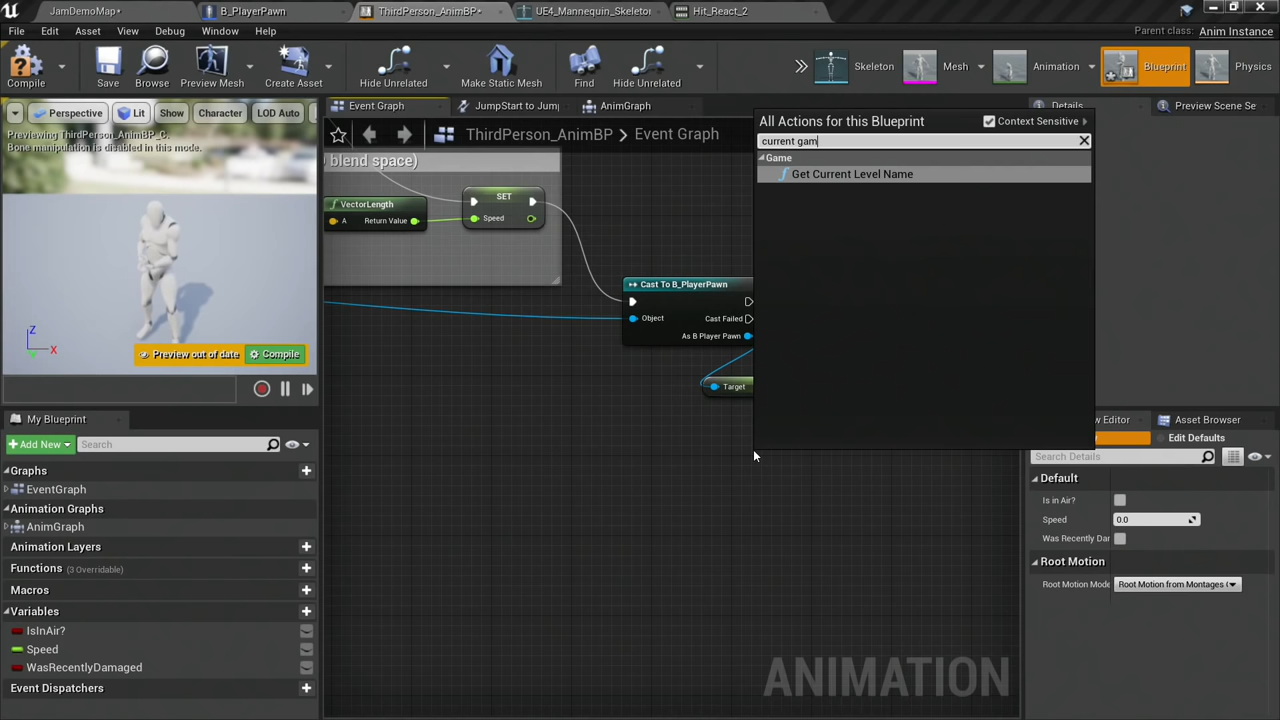 JamDemoMap•
B_PlayerPawn
ThirdPerson_AnimBP•
UE4_Mannequin_Skeleto
Hit_React_2
File Edit Asset View Debug Window Help
Parent class: Anim Instance
Compile
Save
Browse
Preview Mesh
Create Asset
Hide Unrelated
Make Static Mesh
Find
Hide Unrelated
Skeleton
Mesh
Animation
Blueprint
Physics
Perspective
Lit
Show
Character
LOD Auto
Previewing ThirdPerson_AnimBP_C.
Bone manipulation is disabled in this mode.
Z
X
Preview out of date
Compile
My Blueprint
Add New
Search
Graphs
EventGraph
Animation Graphs
AnimGraph
Animation Layers
Functions (3 Overridable)
Macros
Variables
IsInAir?
Speed
WasRecentlyDamaged
Event Dispatchers
Event Graph
JumpStart to Jum
AnimGraph
ThirdPerson_AnimBP > Event Graph
blend space)
VectorLength
A Return Value
SET
Speed
Cast To B_PlayerPawn
Object
Cast Failed
As B Player Pawn
Target
All Actions for this Blueprint
Context Sensitive
current gam
Game
Get Current Level Name
ANIMATION
Details
Preview Scene Se
w Editor
Asset Browser
Edit Defaults
Search Details
Default
Is in Air?
Speed 0.0
Was Recently Dar
Root Motion
Root Motion Mode Root Motion from Montages (